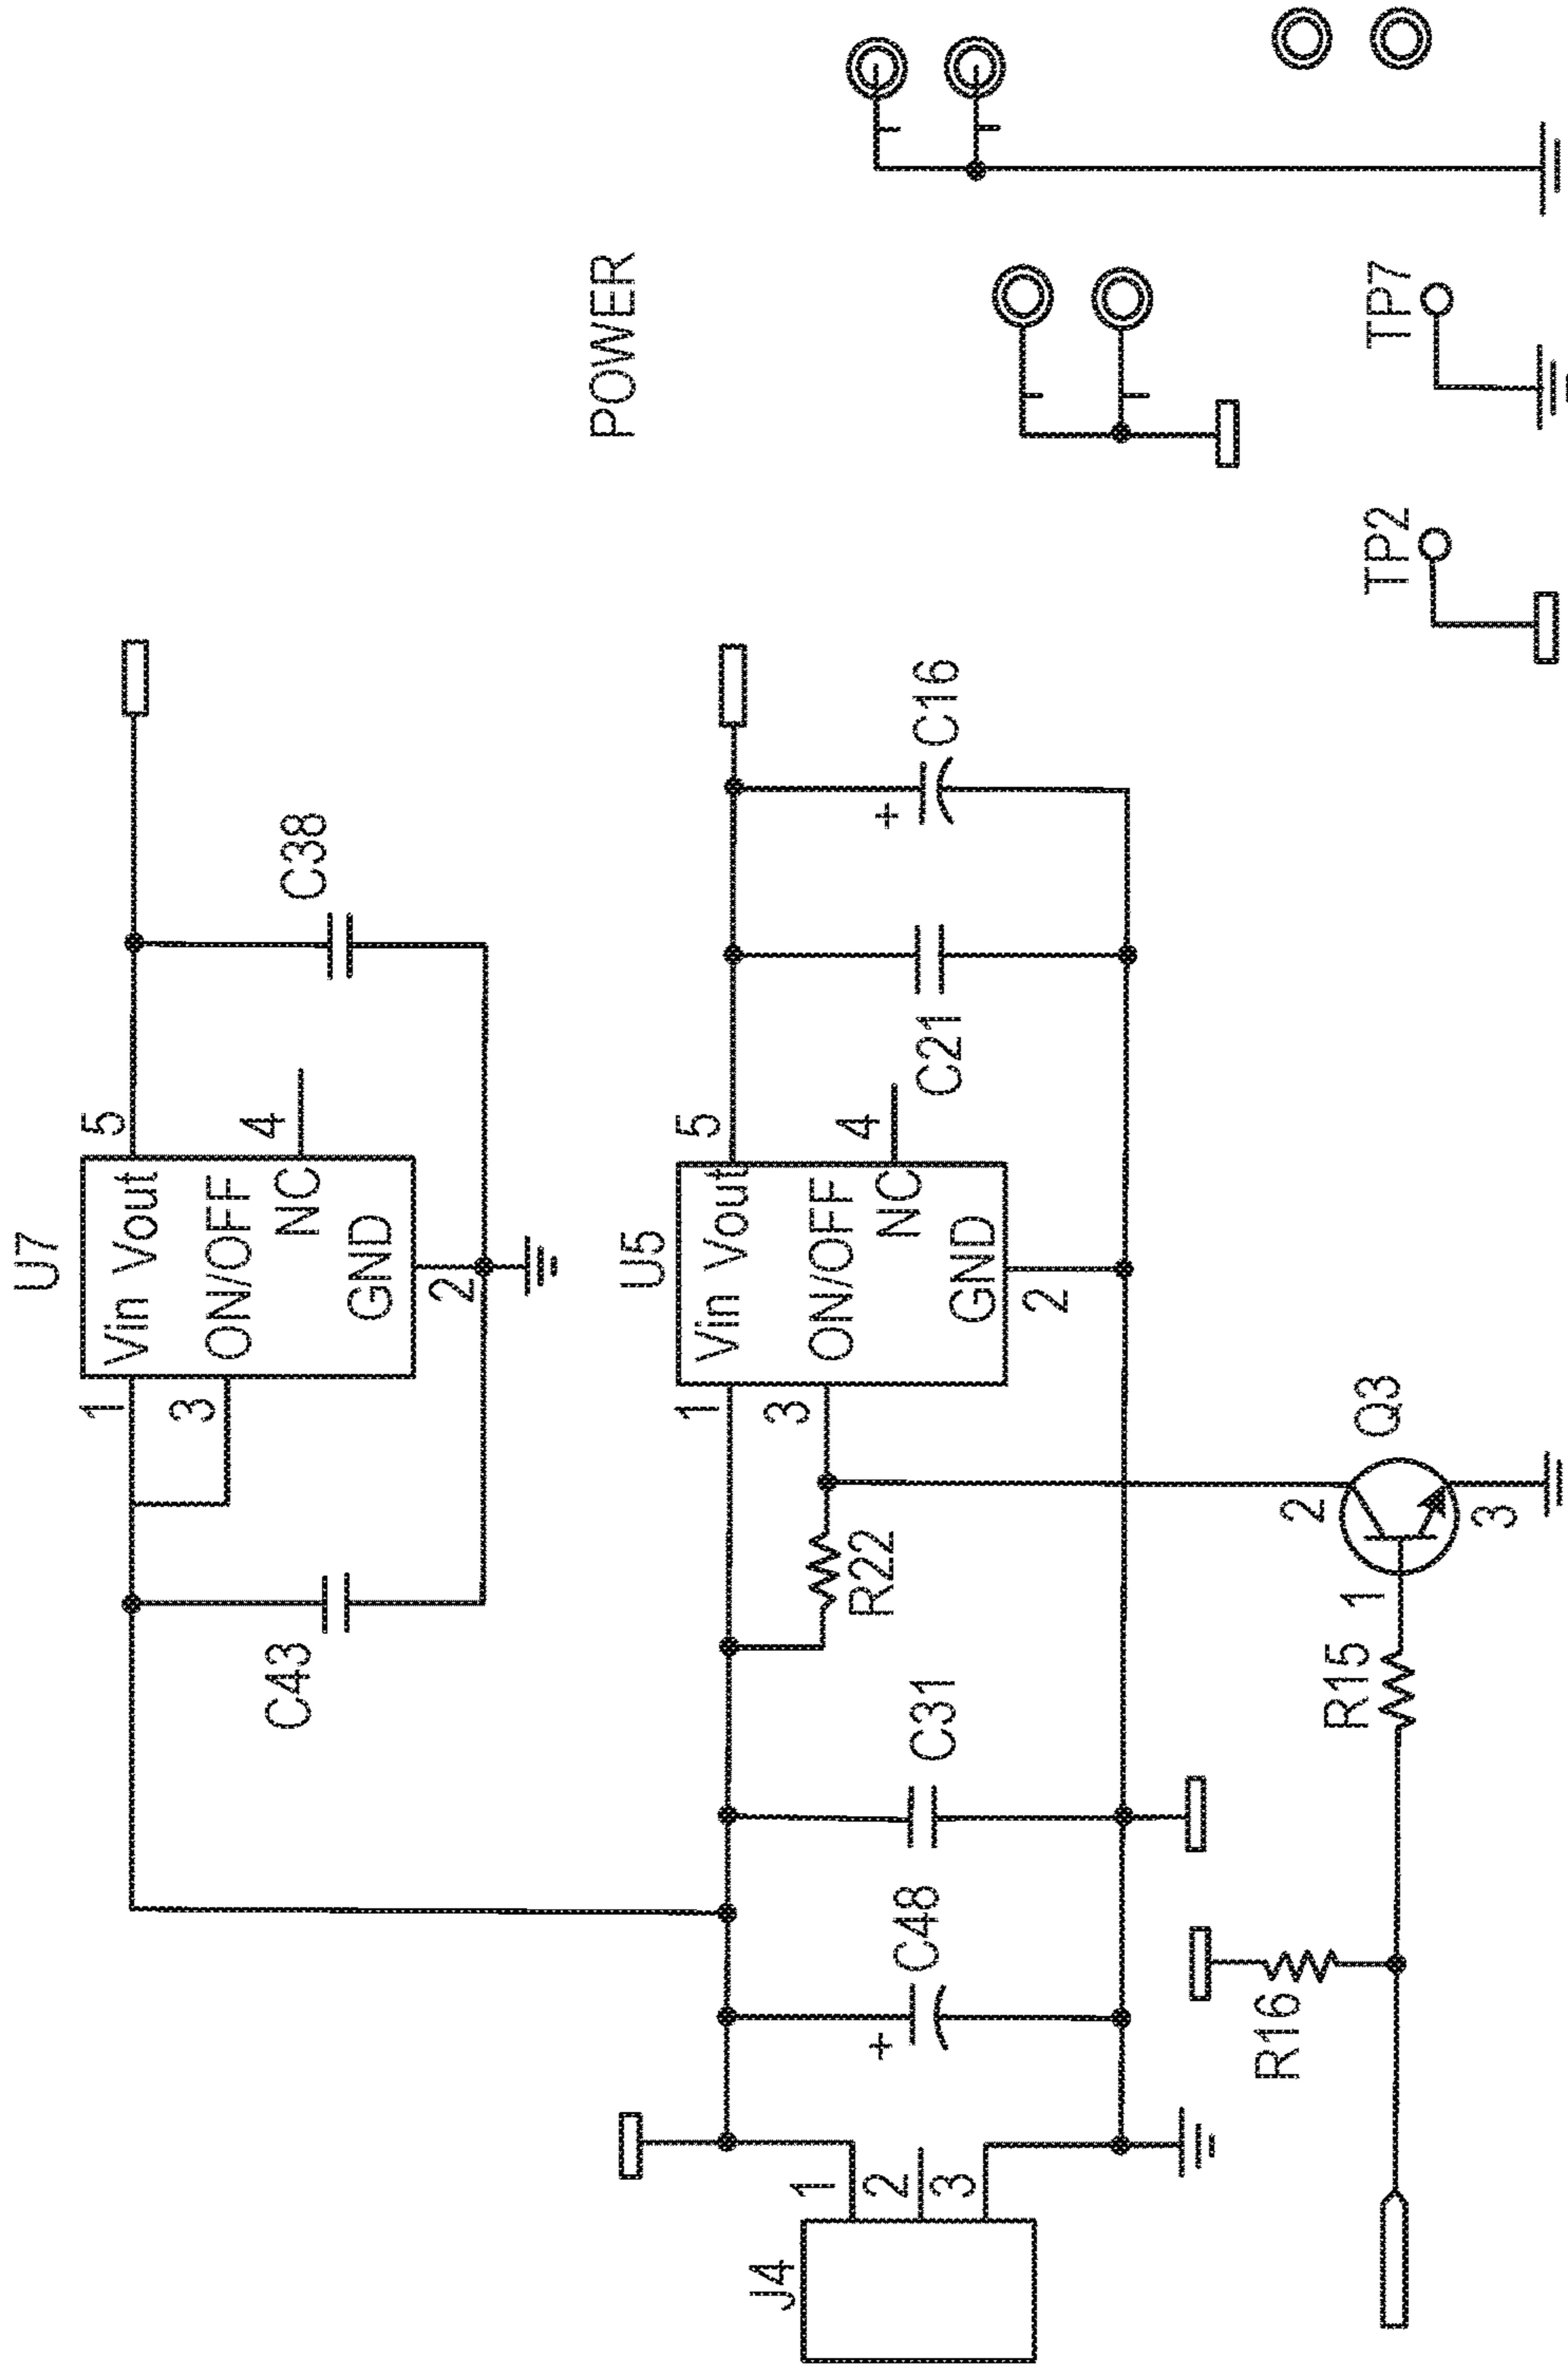 U7
1
Vin Vout
5
3
ON/OFF
NC
4
GND
2
C43
C38
POWER
U5
1
Vin Vout
5
3
ON/OFF
NC
4
GND
2
J4
1
2
3
+
C48
C31
R22
C21
+
C16
R16
R15
1
2
3
Q3
TP2
TP7